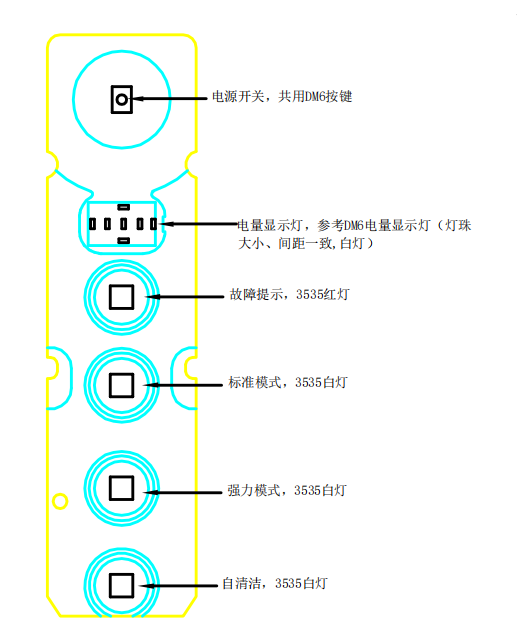 电源开关，共用DM6按键
电量显示灯，参考DM6电量显示灯（灯珠
大小、间距一致,白灯）
故障提示，3535红灯
标准模式，3535白灯
强力模式，3535白灯
自清洁，3535白灯